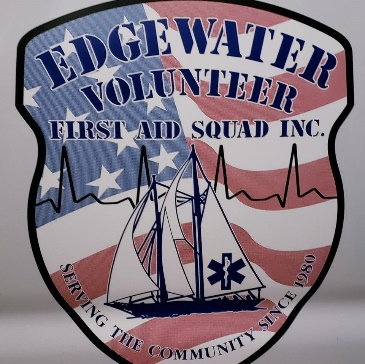 EDGEWATER
VOLUNTEER
FIRST AID SQUAD INC.
SERVING THE COMMUNITY SINCE 1980